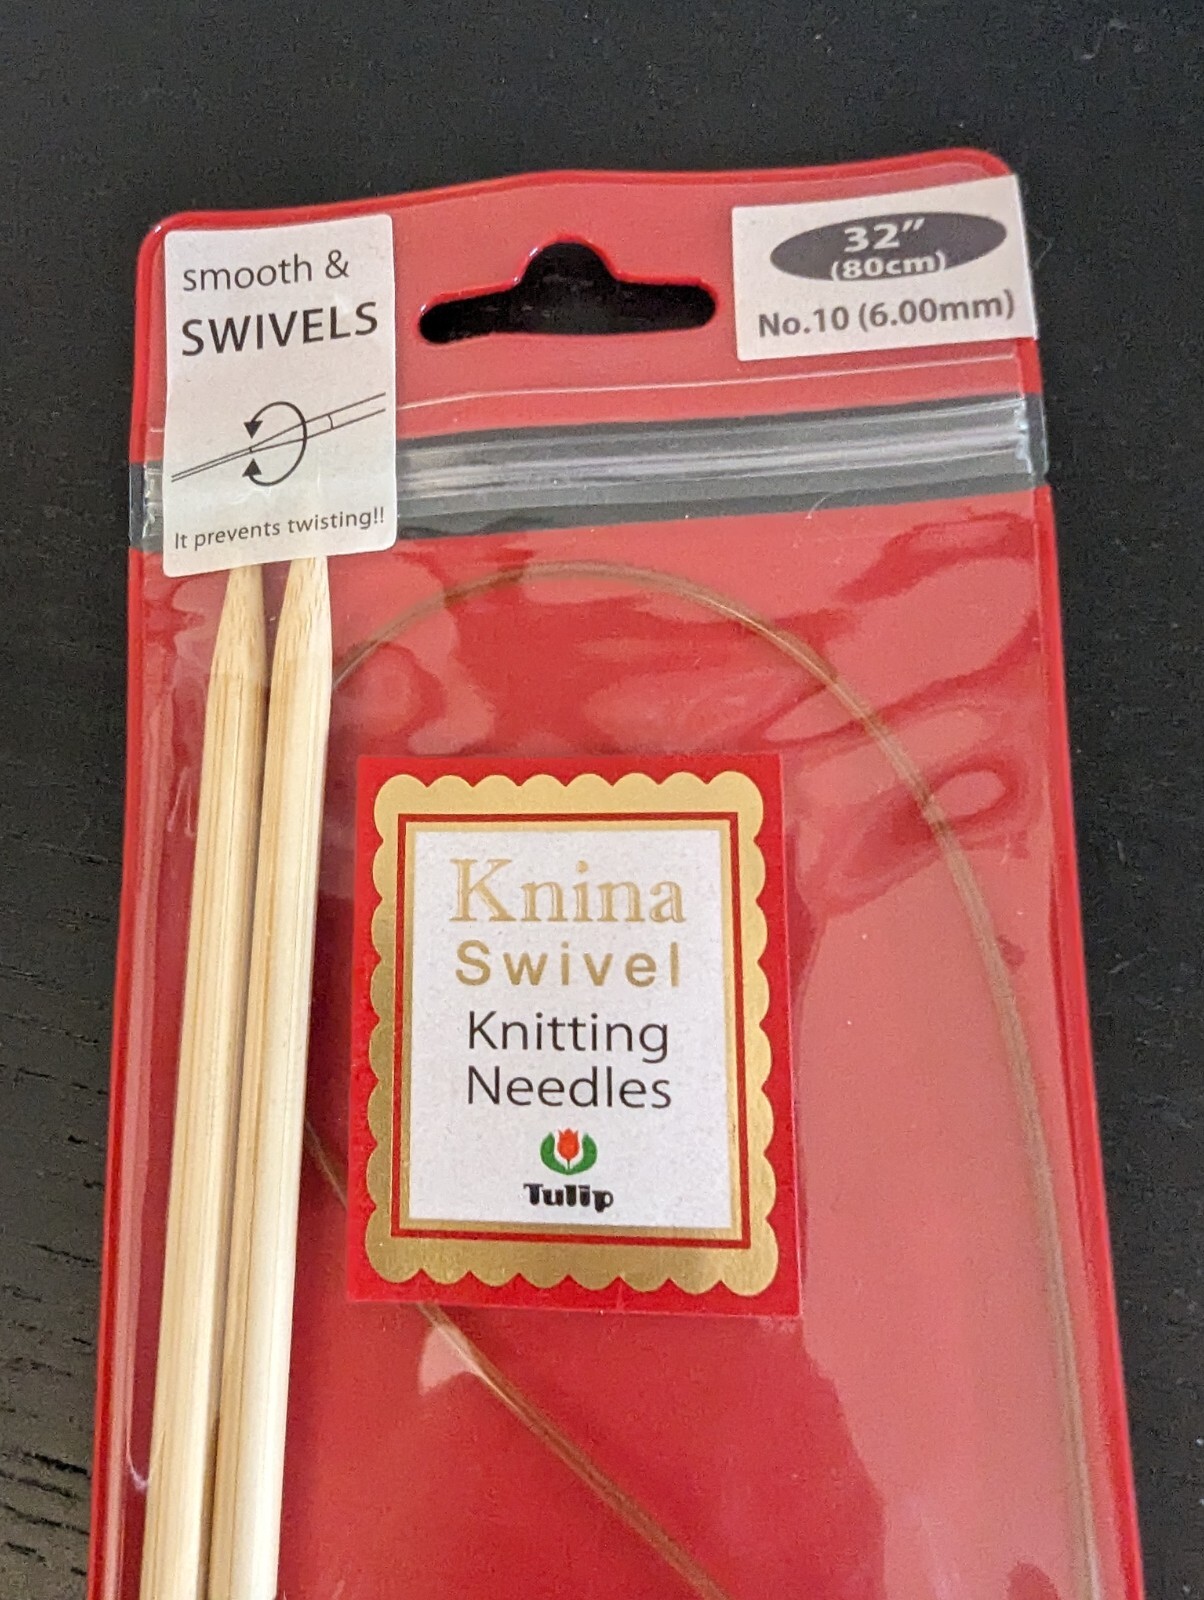 smooth &
SWIVELS
It prevents twisting!!
32”
(80cm)
No.10 (6.00mm)
Knina
Swivel
Knitting
Needles
Tulip